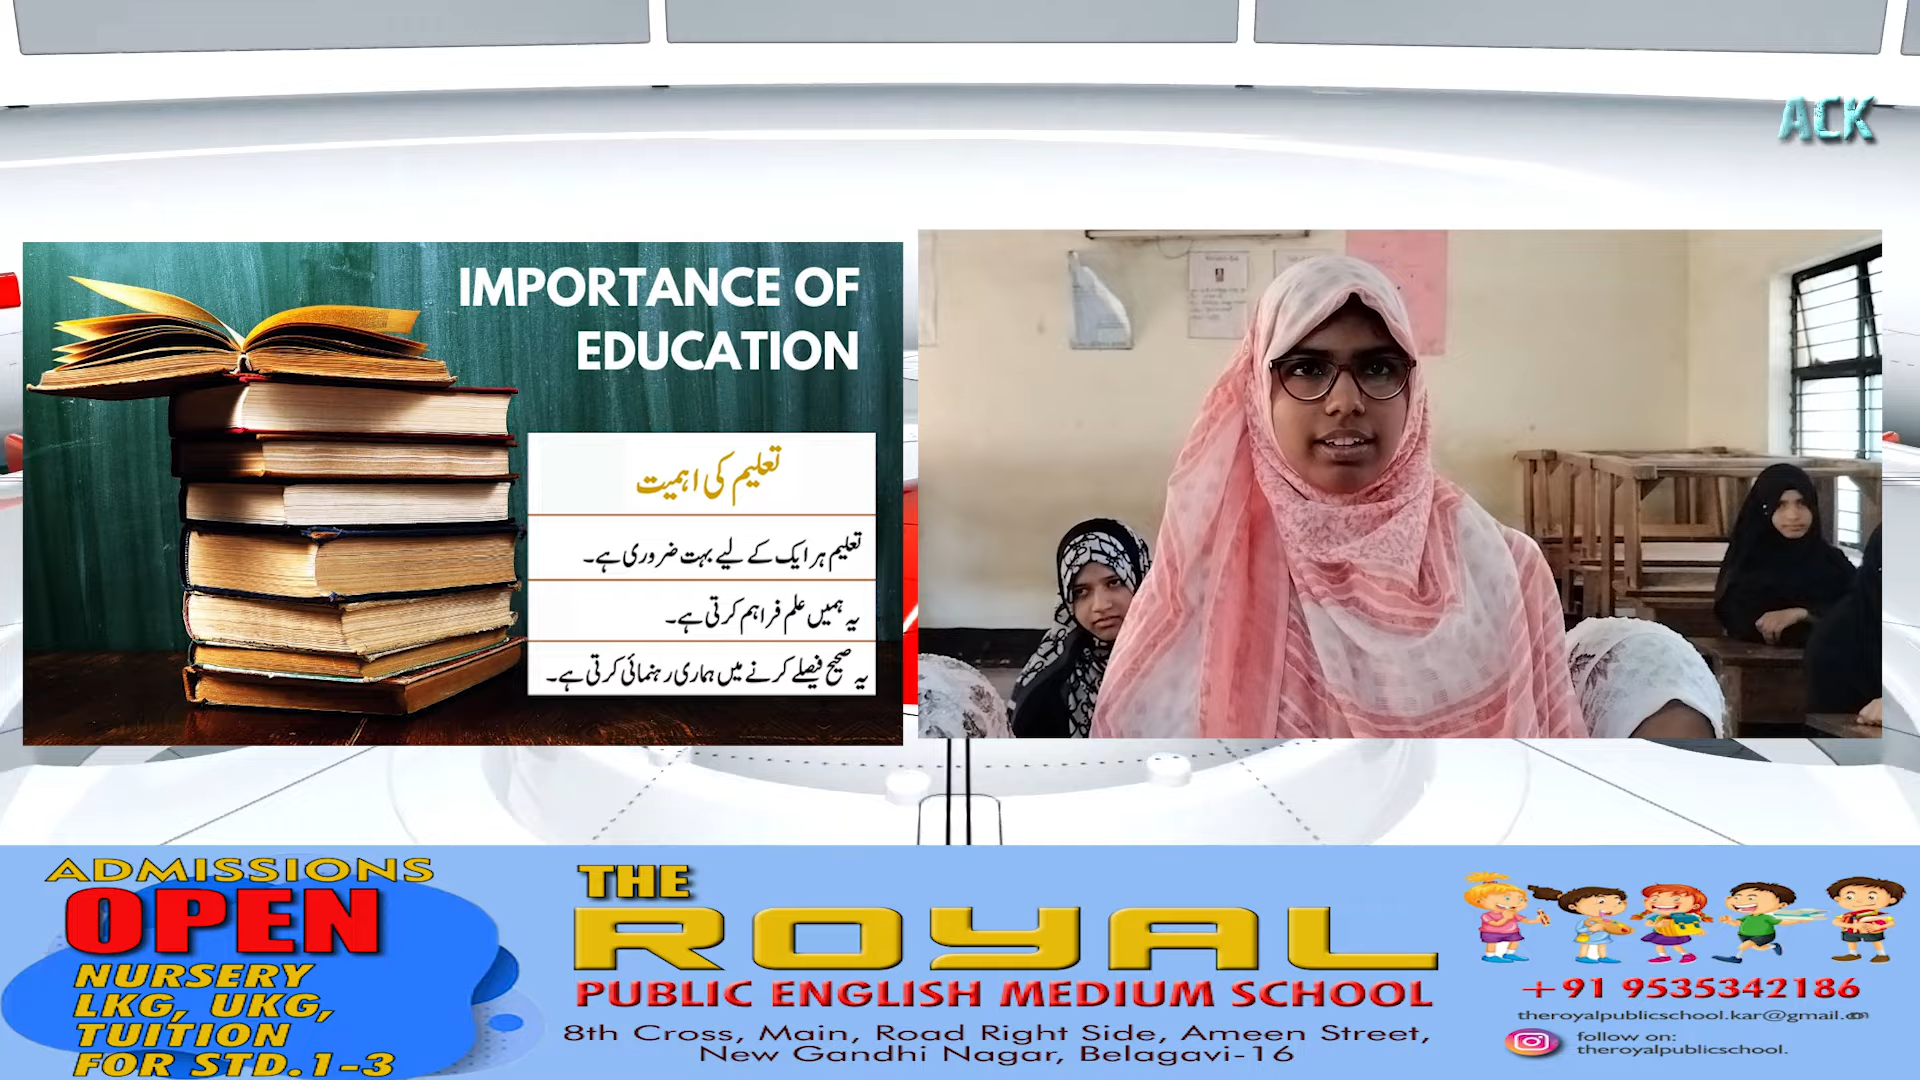 ACK
IMPORTANCE OF
EDUCATION
تعلیم کی اہمیت
تعلیم ہر ایک کے لیے بہت ضروری ہے۔
یہ ہمیں علم فراہم کرتی ہے۔
یہ صحیح فیصلے کرنے میں ہماری رہنمائی کرتی ہے۔
ADMISSIONS
OPEN
NURSERY
LKG, UKG,
TUITION
FOR STD.1-3
THE
ROYAL
PUBLIC ENGLISH MEDIUM SCHOOL
8th Cross, Main, Road Right Side, Ameen Street,
New Gandhi Nagar, Belagavi-16
+91 9535342186
theroyalpublicschool.kar@gmail.com
follow on:
theroyalpublicschool.